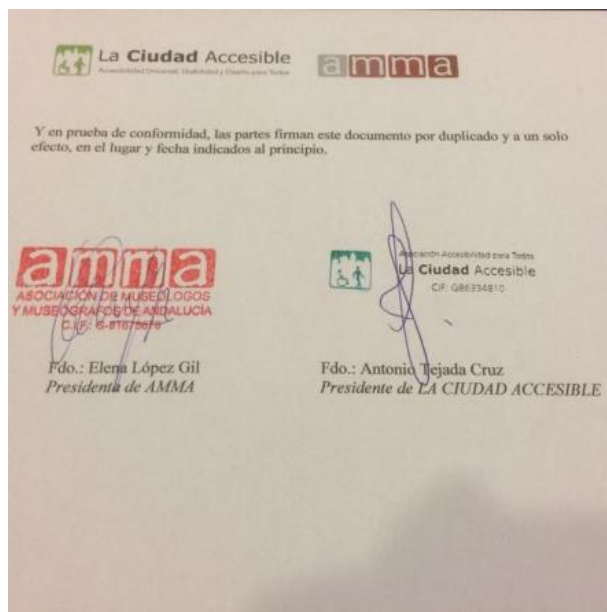 La Ciudad Accesible
Accesibilidad Universal, Usabilidad y Diseño para Todos
amma
Y en prueba de conformidad, las partes firman este documento por duplicado y a un solo
efecto, en el lugar y fecha indicados al principio.
amma
ASOCIACIÓN DE MUSEÓLOGOS
Y MUSEÓGRAFOS DE ANDALUCÍA
C.I.F.:
Asociación Accesibilidad para Todos
La Ciudad Accesible
CIF: G86334810
Fdo.: Elena López Gil
Presidenta de AMMA
Fdo.: Antonio Tejada Cruz
Presidente de LA CIUDAD ACCESIBLE